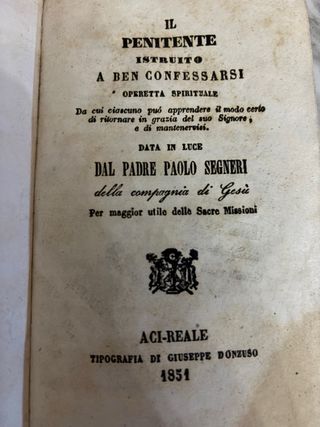 IL
PENITENTE
ISTRUITO
A BEN CONFESSARSI
OPERETTA SPIRITUALE
Da cui ciascuno può apprendere il modo certo
di ritornare in grazia del suo Signore,
e di mantenervisi.
DATA IN LUCE
DAL PADRE PAOLO SEGNERI
della compagnia di Gesù
Per maggior utile delle Sacre Missioni
ACI-REALE
TIPOGRAFIA DI GIUSEPPE DONZUSO
1851